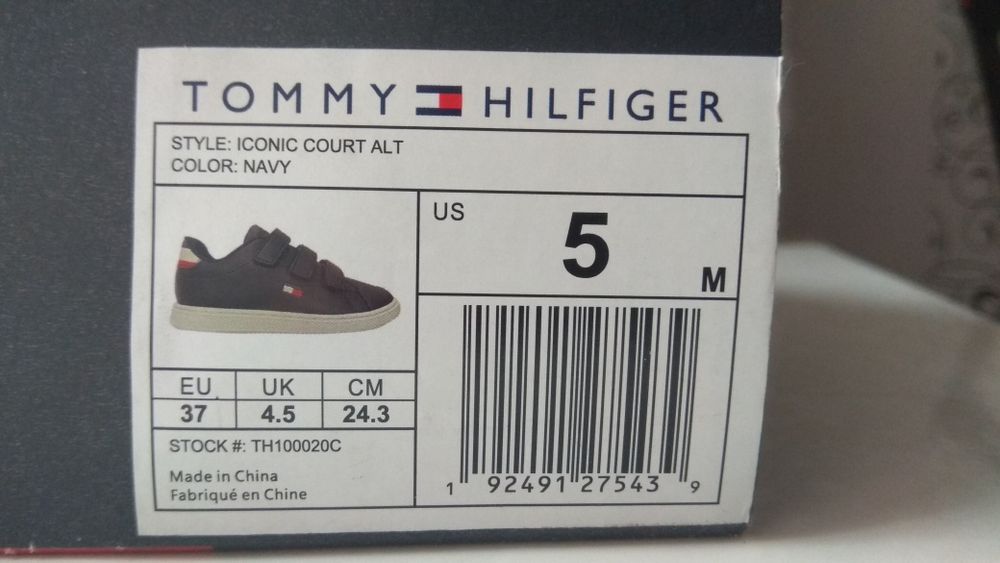 TOMMY HILFIGER
STYLE: ICONIC COURT ALT
COLOR: NAVY
US
5
M
EU UK CM
37 4.5 24.3
STOCK #: TH100020C
Made in China
Fabriqué en Chine
1 92491 27543 9